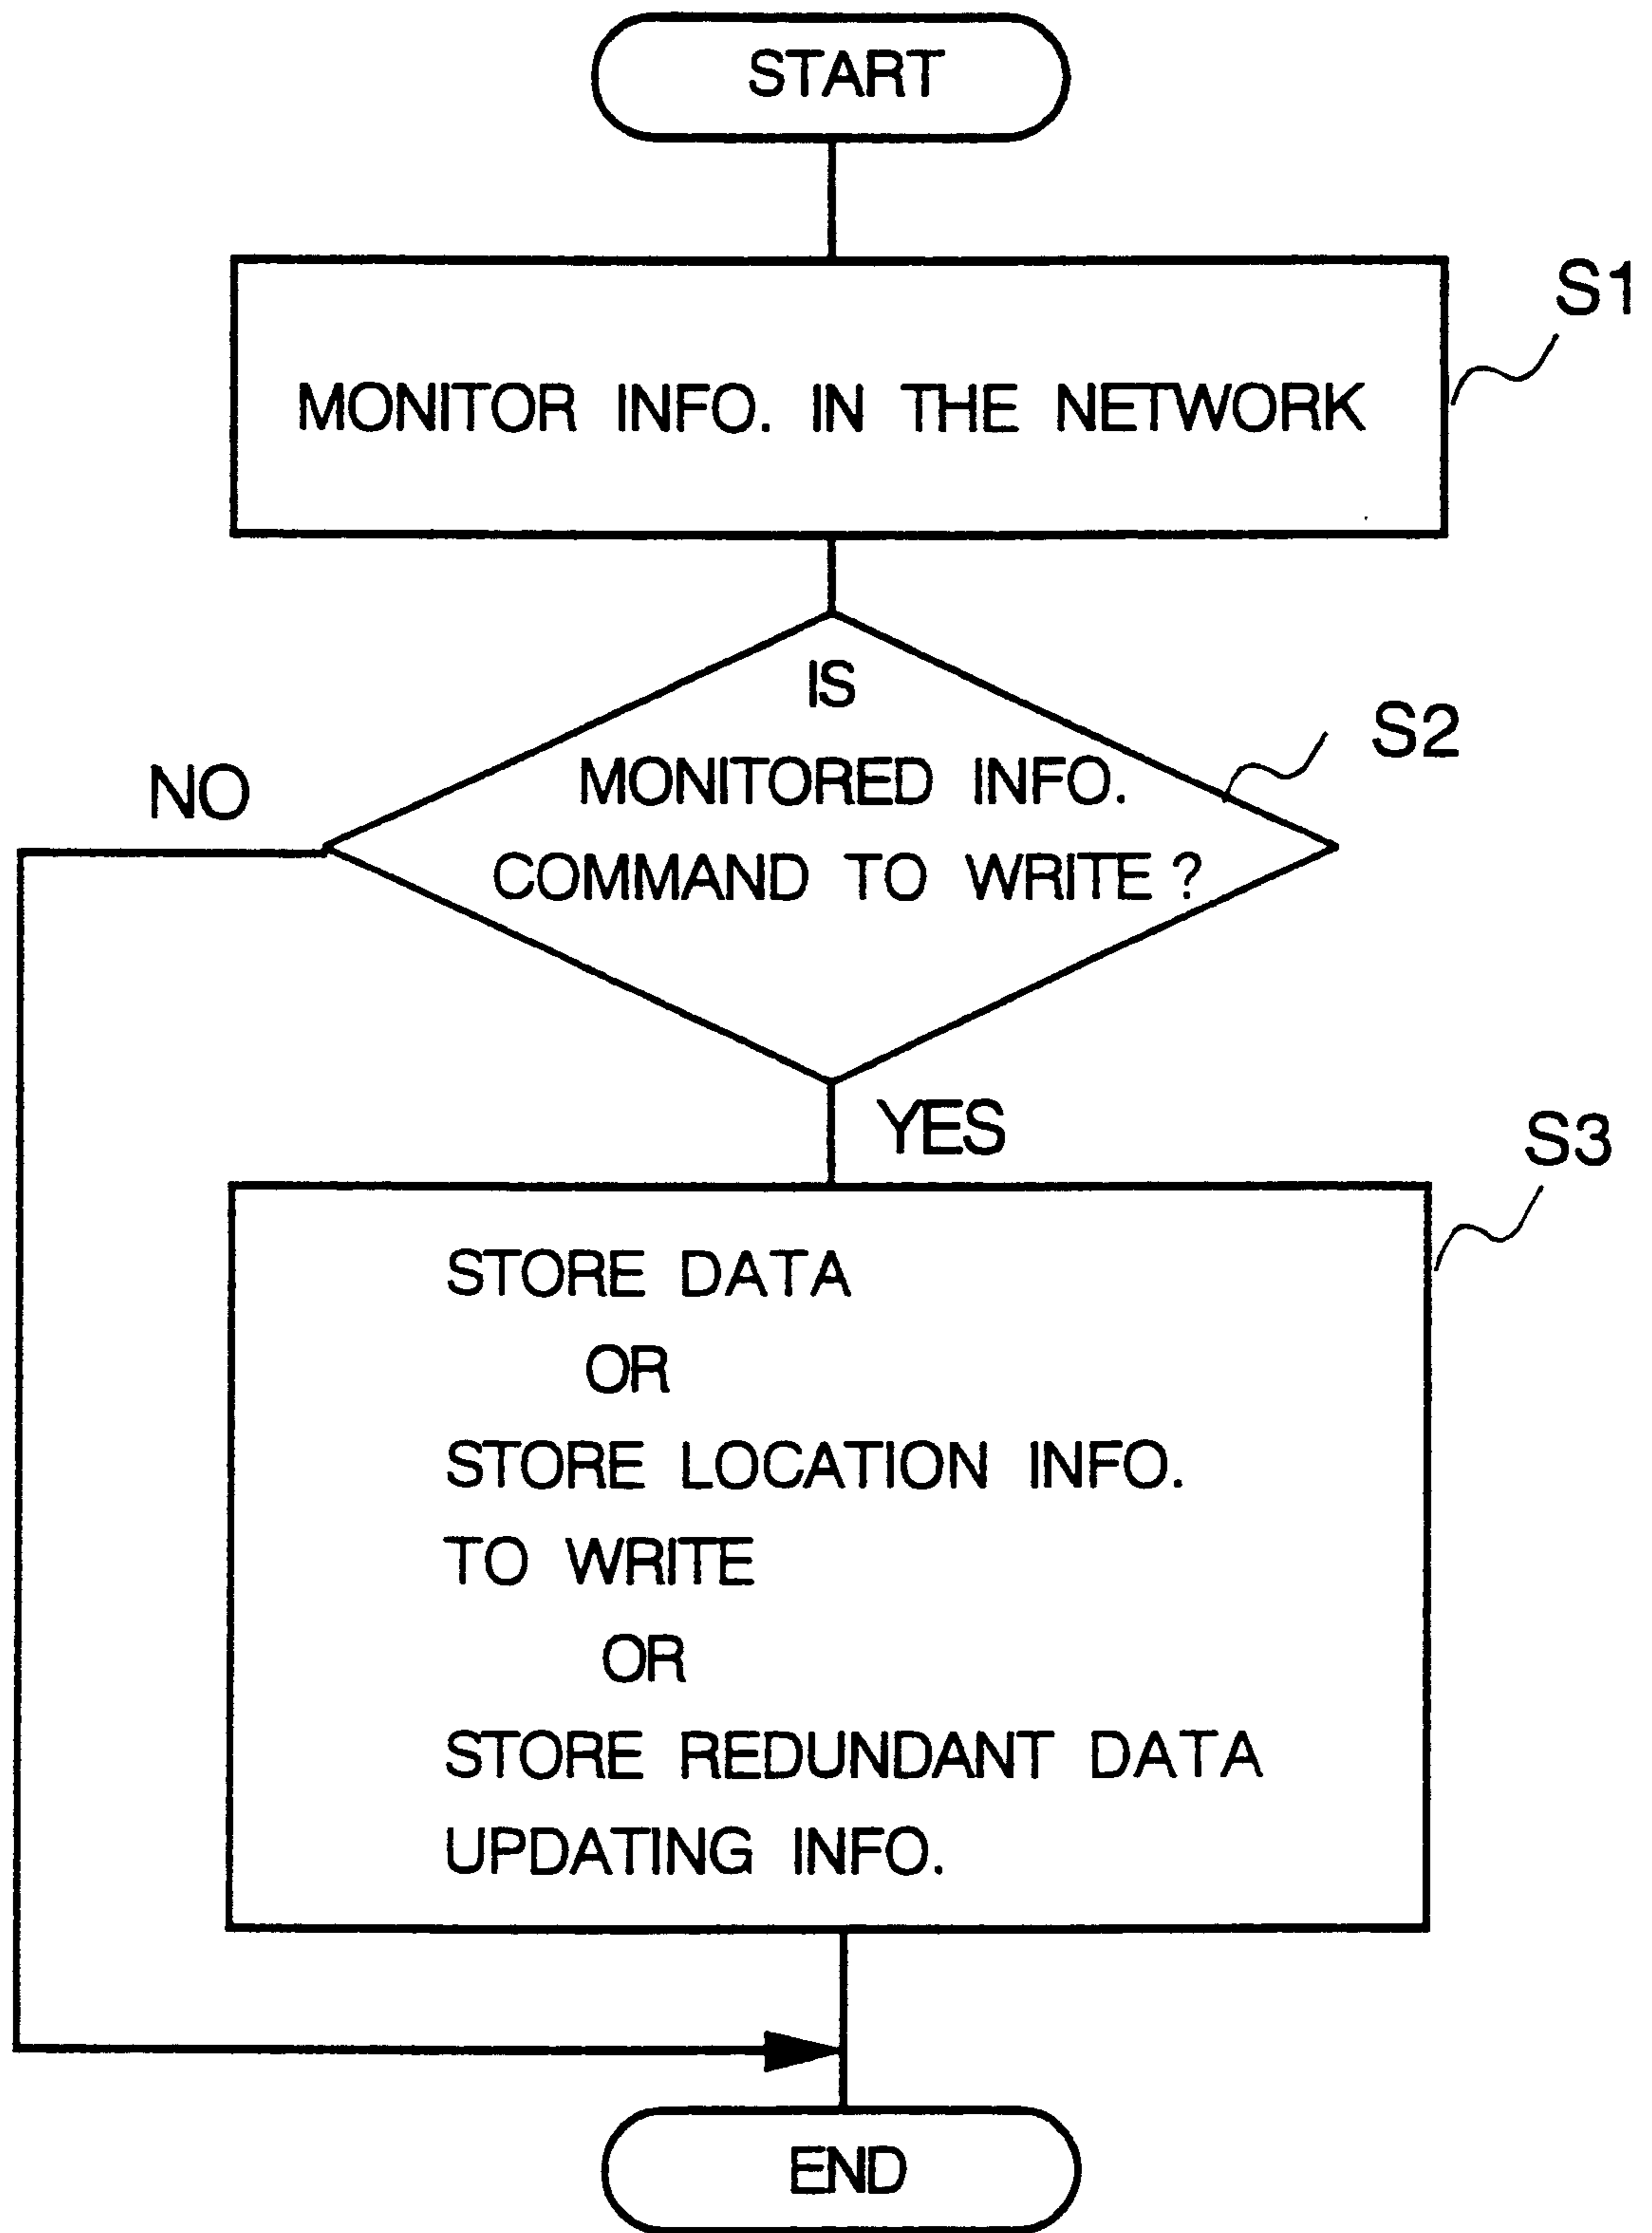 START
S1
MONITOR INFO. IN THE NETWORK
IS
MONITORED INFO.
COMMAND TO WRITE ?
S2
NO
YES
S3
STORE DATA
OR
STORE LOCATION INFO.
TO WRITE
OR
STORE REDUNDANT DATA
UPDATING INFO.
END